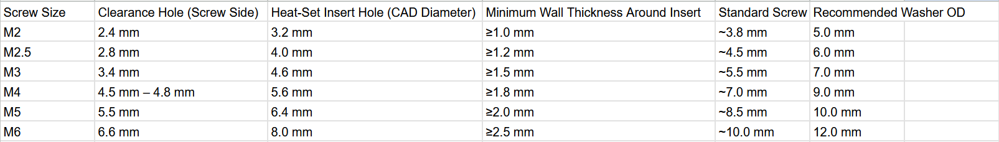 Screw Size Clearance Hole (Screw Side) Heat-Set Insert Hole (CAD Diameter) Minimum Wall Thickness Around Insert Standard Screw Recommended Washer OD
M2 2.4 mm 3.2 mm ≥1.0 mm ~3.8 mm 5.0 mm
M2.5 2.8 mm 4.0 mm ≥1.2 mm ~4.5 mm 6.0 mm
M3 3.4 mm 4.6 mm ≥1.5 mm ~5.5 mm 7.0 mm
M4 4.5 mm – 4.8 mm 5.6 mm ≥1.8 mm ~7.0 mm 9.0 mm
M5 5.5 mm 6.4 mm ≥2.0 mm ~8.5 mm 10.0 mm
M6 6.6 mm 8.0 mm ≥2.5 mm ~10.0 mm 12.0 mm